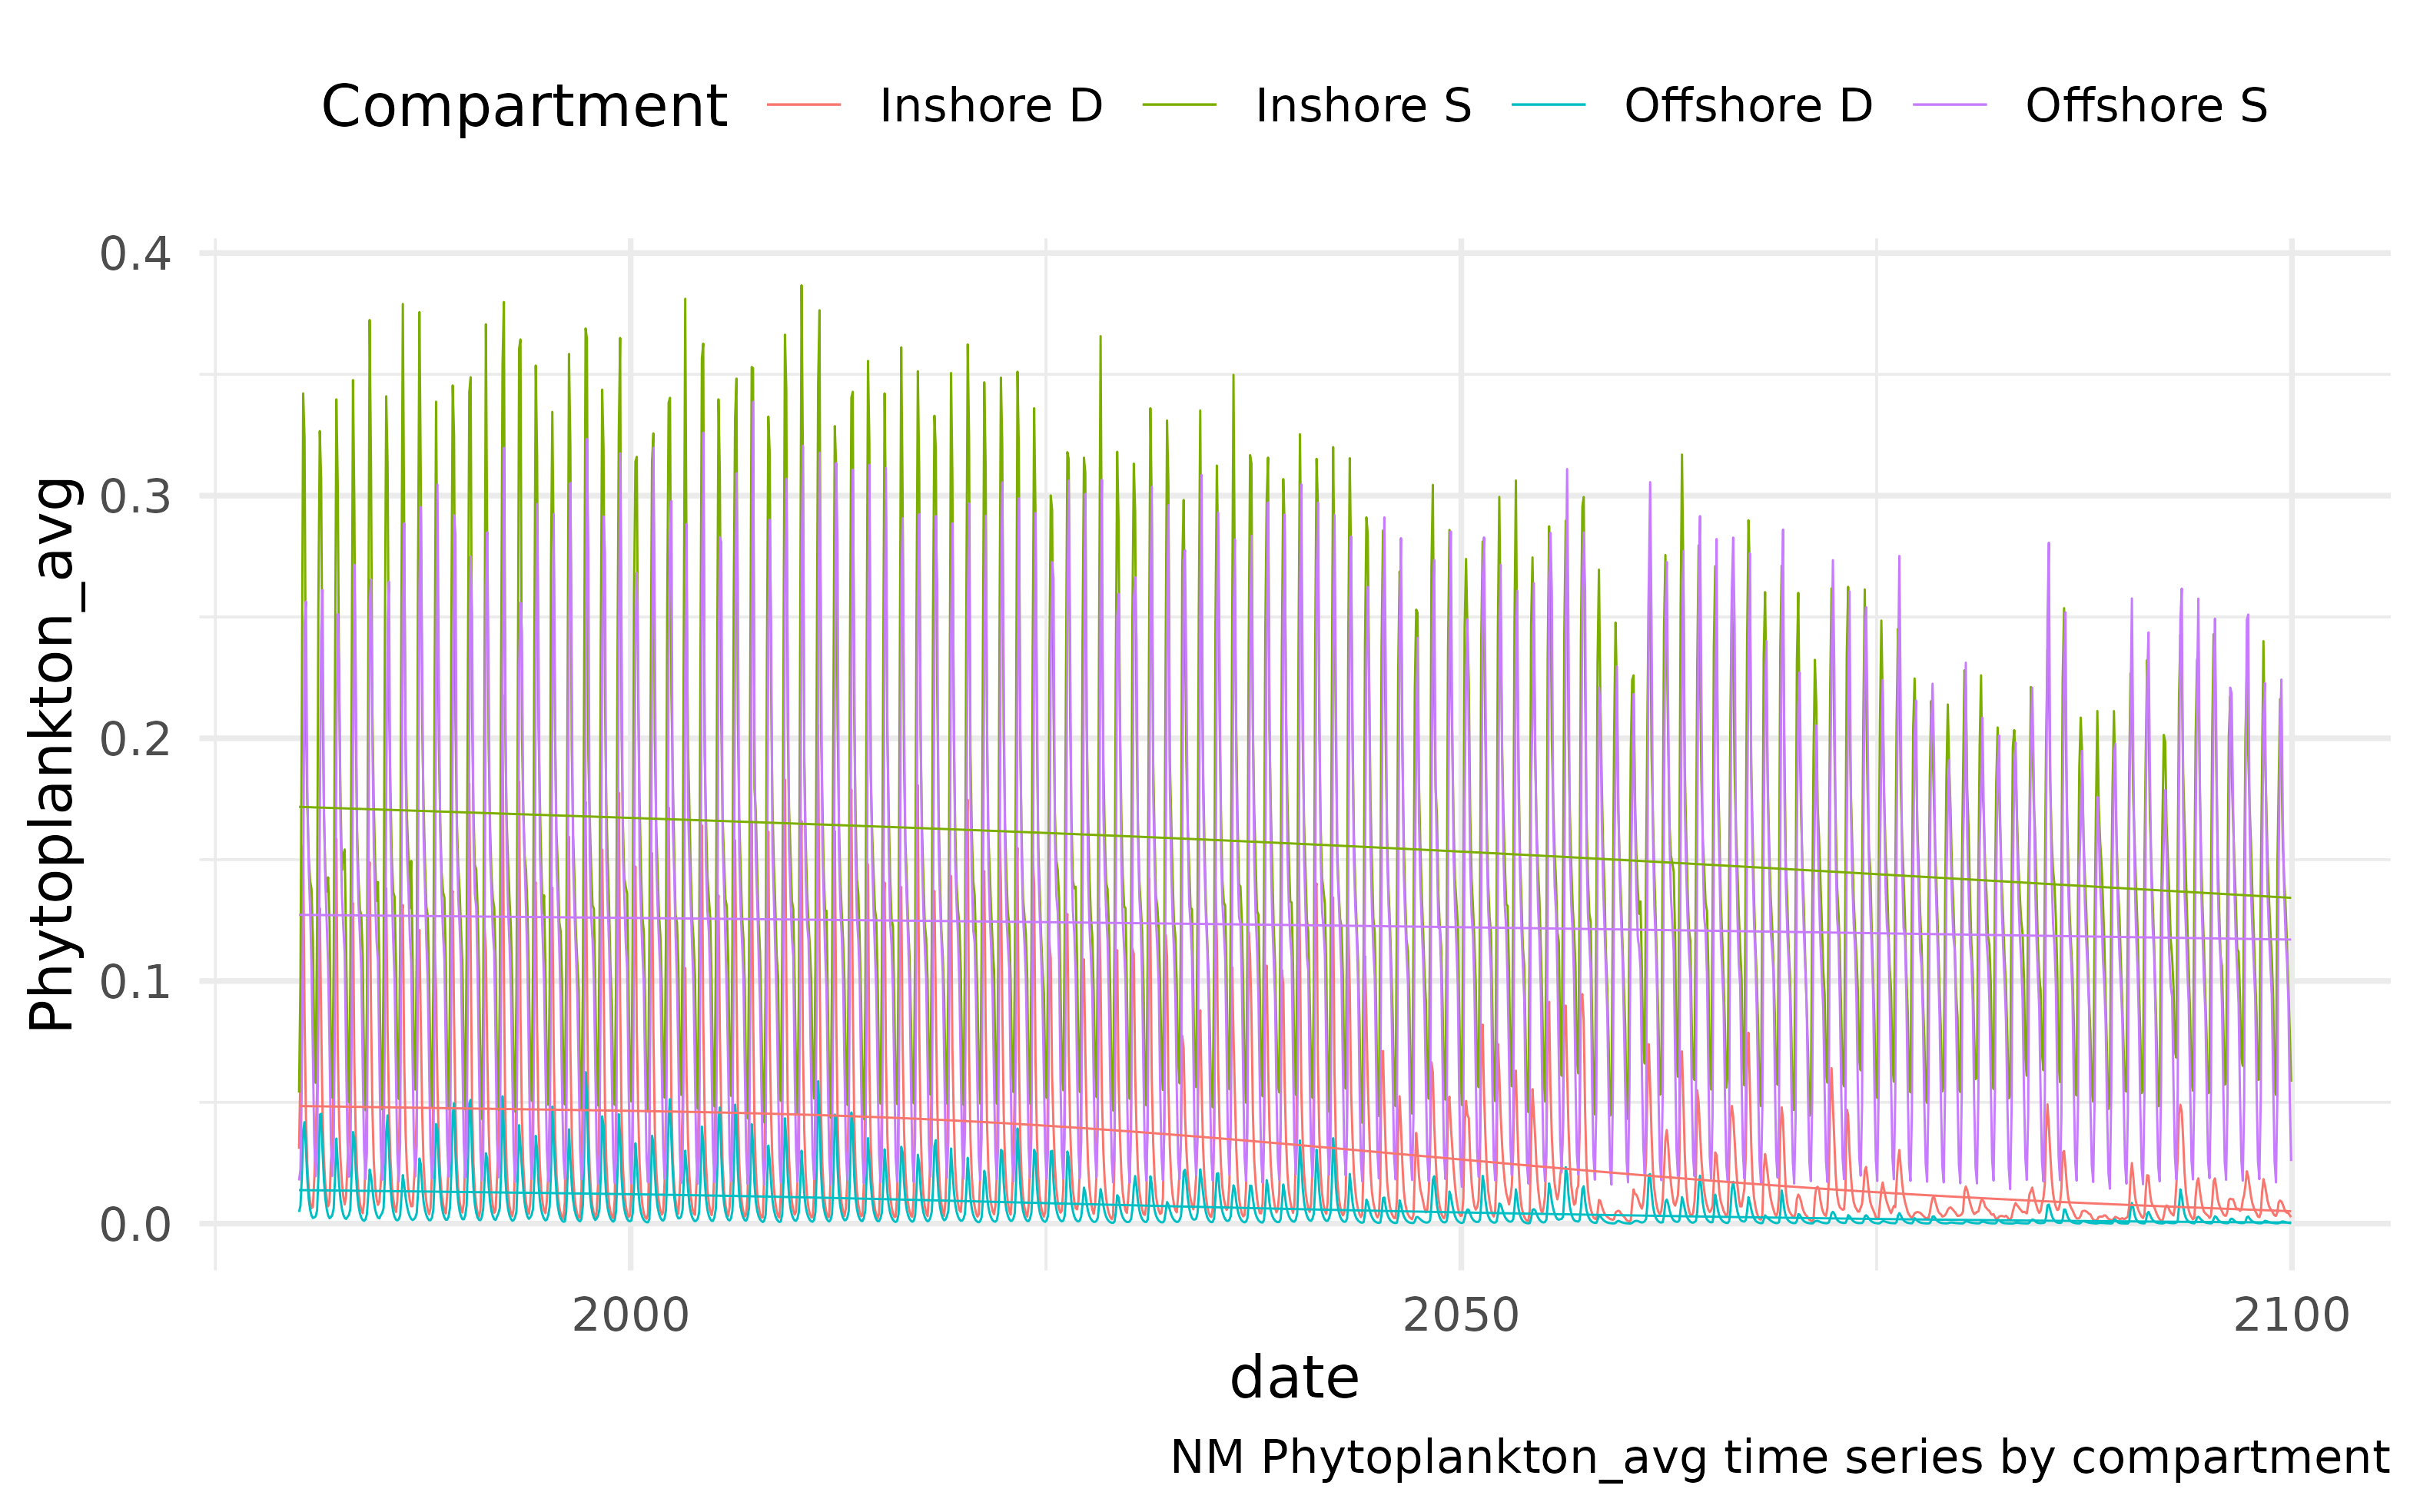 Compartment Inshore D Inshore S Offshore D Offshore S
0.4
0.3
0.2
0.1
0.0
Phytoplankton_avg
2000 2050 2100
date
NM Phytoplankton_avg time series by compartment